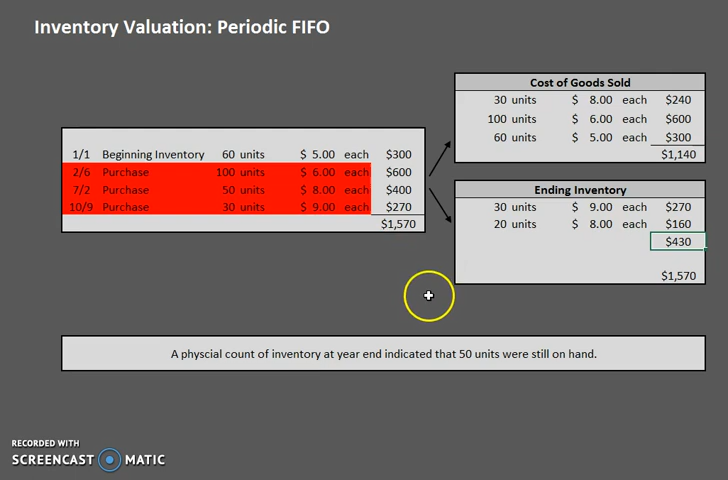 Inventory Valuation: Periodic FIFO
1/1 Beginning Inventory 60 units $ 5.00 each $300
2/6 Purchase 100 units $ 6.00 each $600
7/2 Purchase 50 units $ 8.00 each $400
10/9 Purchase 30 units $ 9.00 each $270
$1,570
Cost of Goods Sold
30 units $ 8.00 each $240
100 units $ 6.00 each $600
60 units $ 5.00 each $300
$1,140
Ending Inventory
30 units $ 9.00 each $270
20 units $ 8.00 each $160
$430
$1,570
A physcial count of inventory at year end indicated that 50 units were still on hand.
RECORDED WITH
SCREENCAST MATIC